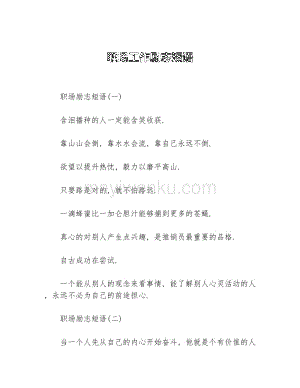 职场工作励志短语
职场励志短语(一)
含泪播种的人一定能含笑收获.
靠山山会倒，靠水水会流，靠自己永远不倒.
欲望以提升热忱，毅力以磨平高山.
只要路是对的，就不怕路远.
一滴蜂蜜比一加仑胆汁能够捕到更多的苍蝇.
真心的对别人产生点兴趣，是推销员最重要的品格.
自古成功在尝试.
一个能从别人的观念来看事情，能了解别人心灵活动的人
，永远不必为自己的前途担心.
职场励志短语(二)
当一个人先从自己的内心开始奋斗，他就是个有价值的人